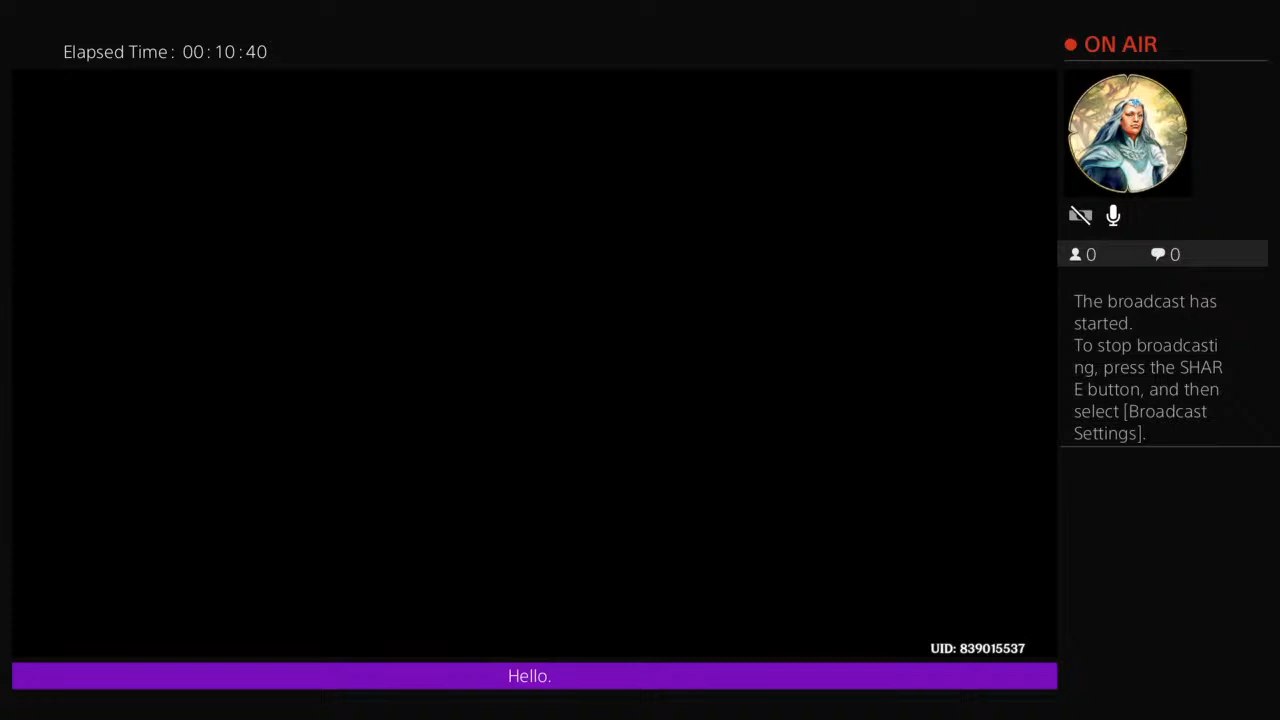 Elapsed Time: 00:10:40
ON AIR
0 0
The broadcast has
started.
To stop broadcasti
ng, press the SHAR
E button, and then
select [Broadcast
Settings].
UID: 839015537
Hello.